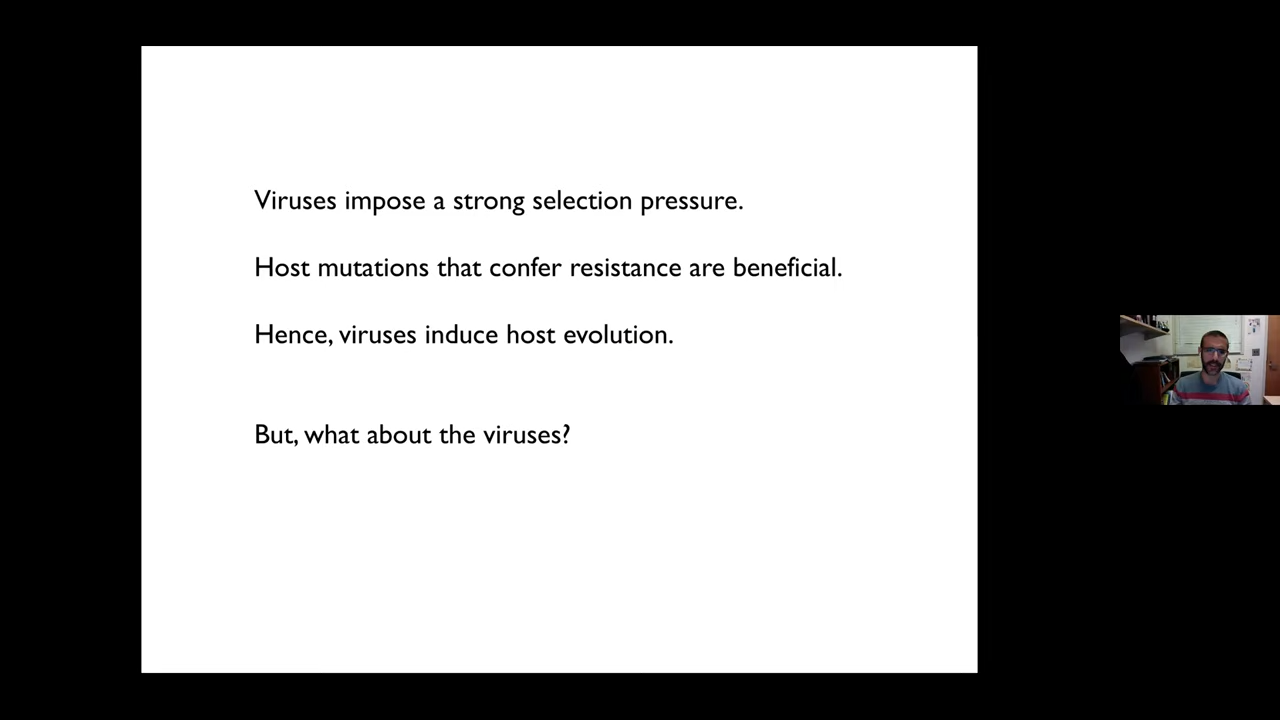 Viruses impose a strong selection pressure.
Host mutations that confer resistance are beneficial.
Hence, viruses induce host evolution.
But, what about the viruses?